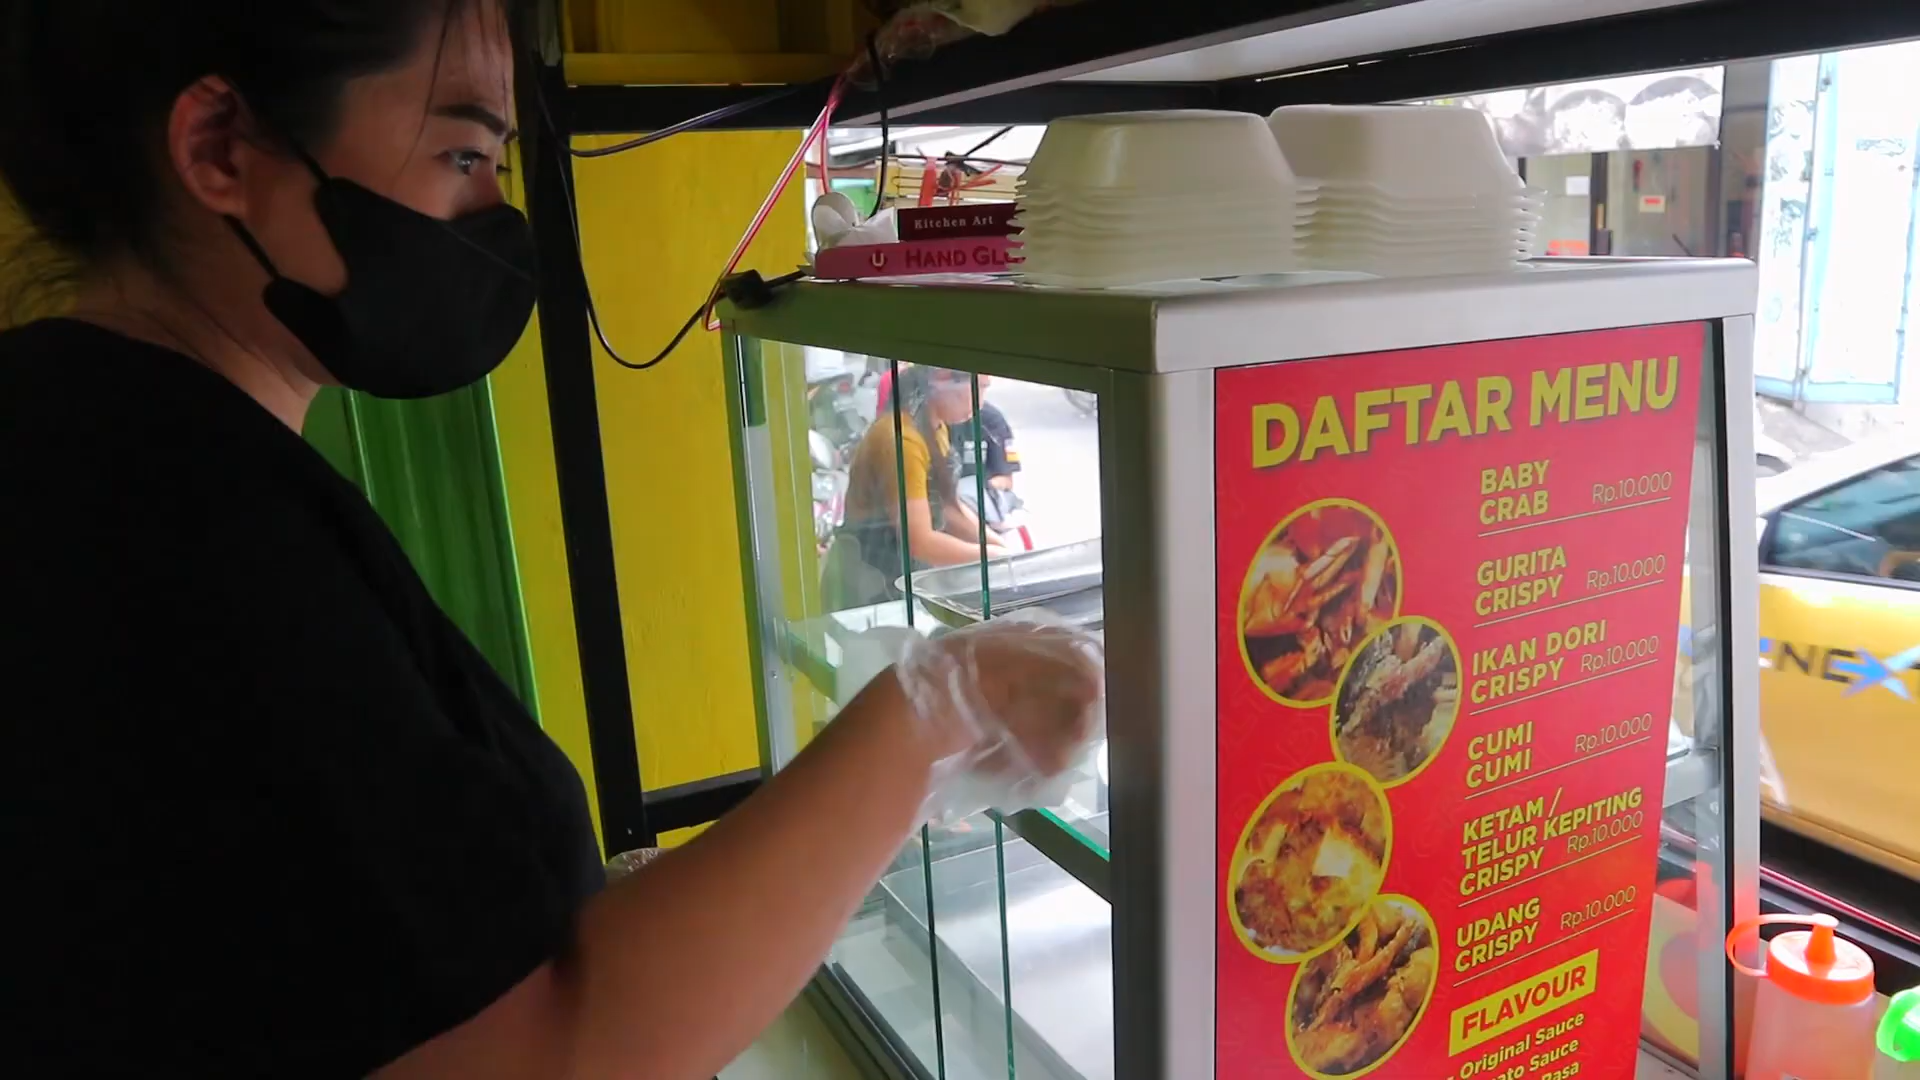 Kitchen Art
HAND GL
DAFTAR MENU
BABY
CRAB Rp.10.000
GURITA
CRISPY Rp.10.000
IKAN DORI
CRISPY Rp.10.000
CUMI
CUMI Rp.10.000
KETAM /
TELUR KEPITING
CRISPY Rp.10.000
UDANG
CRISPY Rp.10.000
FLAVOUR
- Original Sauce
Sauce